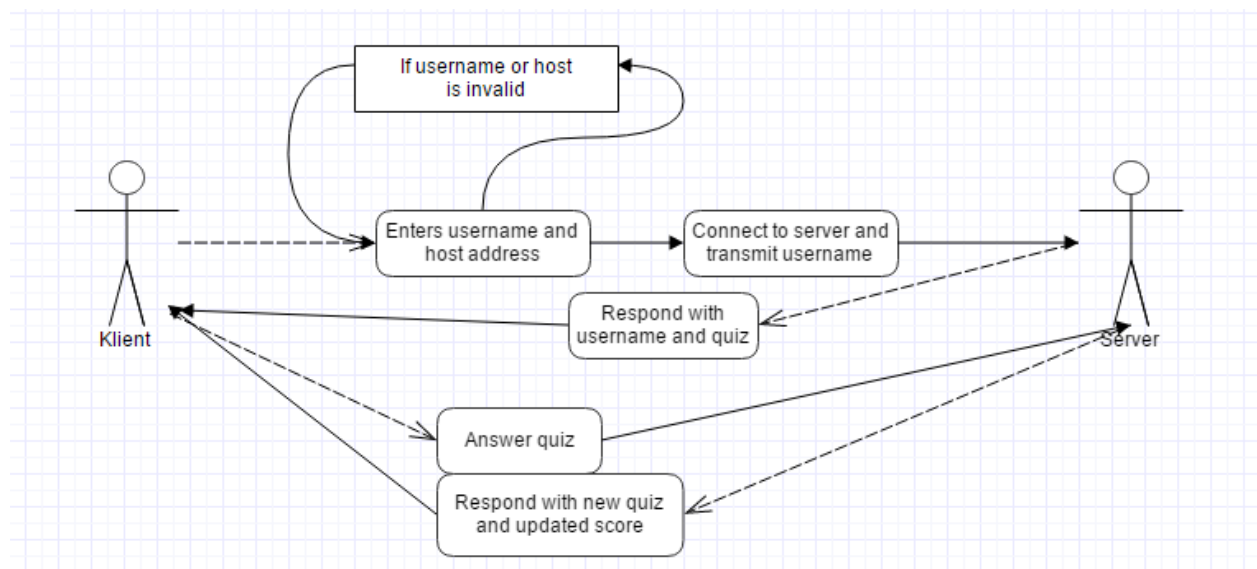 If username or host
is invalid
Enters username and
host address
Connect to server and
transmit username
Respond with
username and quiz
Klient
Server
Answer quiz
Respond with new quiz
and updated score